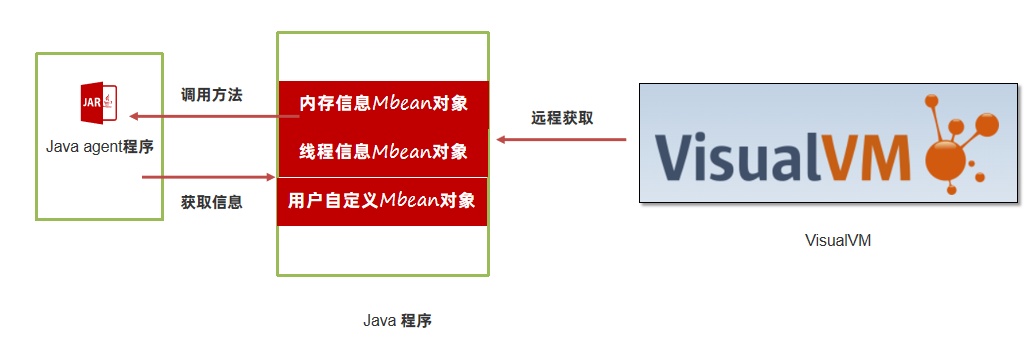 JAR
Java agent程序
调用方法
获取信息
内存信息Mbean对象
线程信息Mbean对象
用户自定义Mbean对象
Java 程序
远程获取
VisualVM
VisualVM